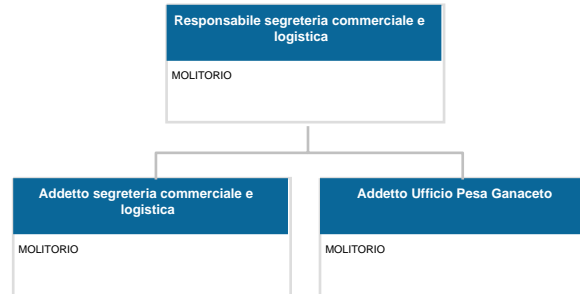 Responsabile segreteria commerciale e
logistica
MOLITORIO
Addetto segreteria commerciale e
logistica
MOLITORIO
Addetto Ufficio Pesa Ganaceto
MOLITORIO